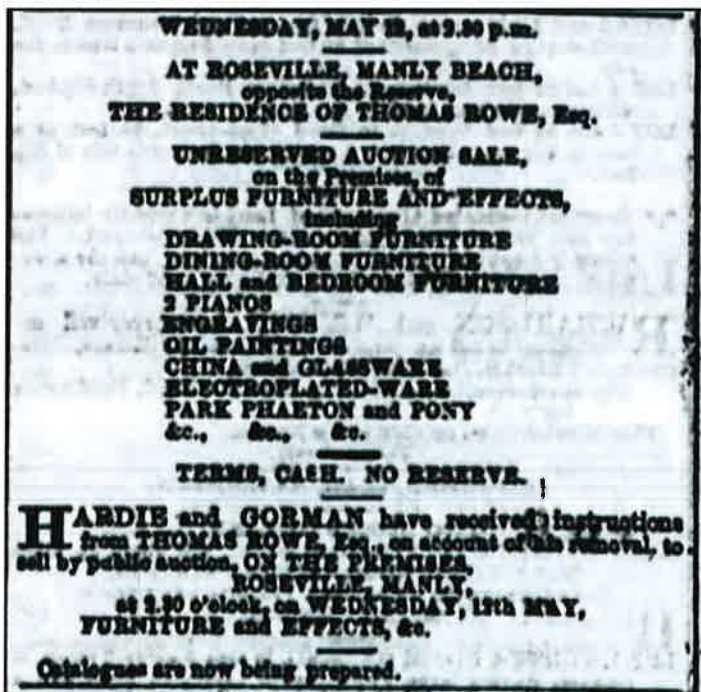 WEDNESDAY, MAY 12, at 2.30 p.m.
AT ROSEVILLE, MANLY BEACH,
opposite the Reserve,
THE RESIDENCE OF THOMAS ROWE, Esq.
UNRESERVED AUCTION SALE,
on the Premises, of
SURPLUS FURNITURE AND EFFECTS,
including
DRAWING-ROOM FURNITURE
DINING-ROOM FURNITURE
HALL and BEDROOM FURNITURE
2 PIANOS
ENGRAVINGS
OIL PAINTINGS
CHINA and GLASSWARE
ELECTROPLATED-WARE
PARK PHAETON and PONY
&c., &c., &c.
TERMS, CASH. NO RESERVE.
HARDIE and GORMAN have received instructions
from THOMAS ROWE, Esq., on account of his removal, to
sell by public auction, ON THE PREMISES,
ROSEVILLE, MANLY,
at 2.30 o'clock, on WEDNESDAY, 12th MAY,
FURNITURE and EFFECTS, &c.
Catalogues are now being prepared.